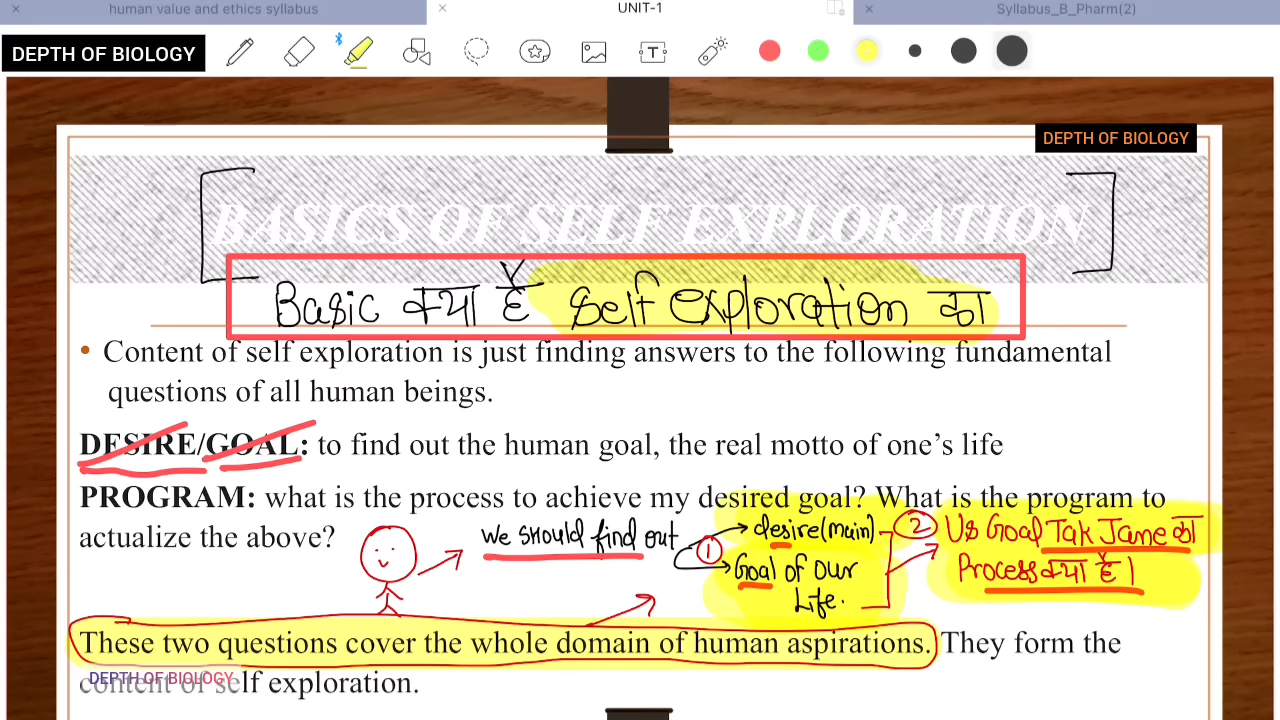 human value and ethics syllabus
UNIT-1
Syllabus_B_Pharm(2)
DEPTH OF BIOLOGY
DEPTH OF BIOLOGY
BASICS OF SELF EXPLORATION
Basic क्या है Self exploration का
• Content of self exploration is just finding answers to the following fundamental
questions of all human beings.
DESIRE/GOAL: to find out the human goal, the real motto of one's life
PROGRAM: what is the process to achieve my desired goal? What is the program to
actualize the above?
we should find out
1
desire(main)
Goal of our
Life.
2 Us Goal Tak Jane का
Process क्या है।
These two questions cover the whole domain of human aspirations. They form the
content of self exploration.
DEPTH OF BIOLOGY